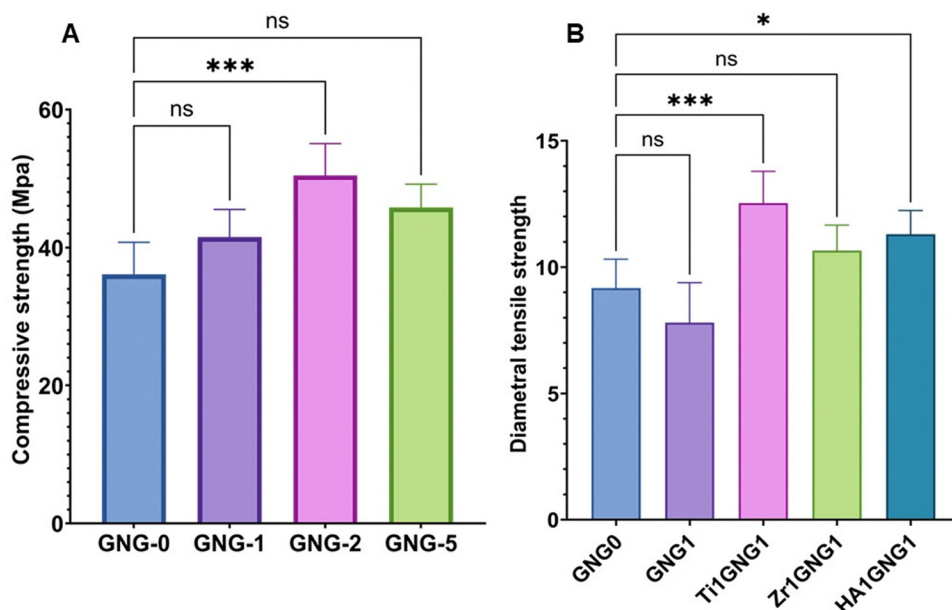 A
ns
***
ns
Compressive strength (Mpa)
60
40
20
0
GNG-0 GNG-1 GNG-2 GNG-5
B
*
ns
***
ns
Diametral tensile strength
15
10
5
0
GNG0 GNG1 Ti1GNG1 Zr1GNG1 HA1GNG1